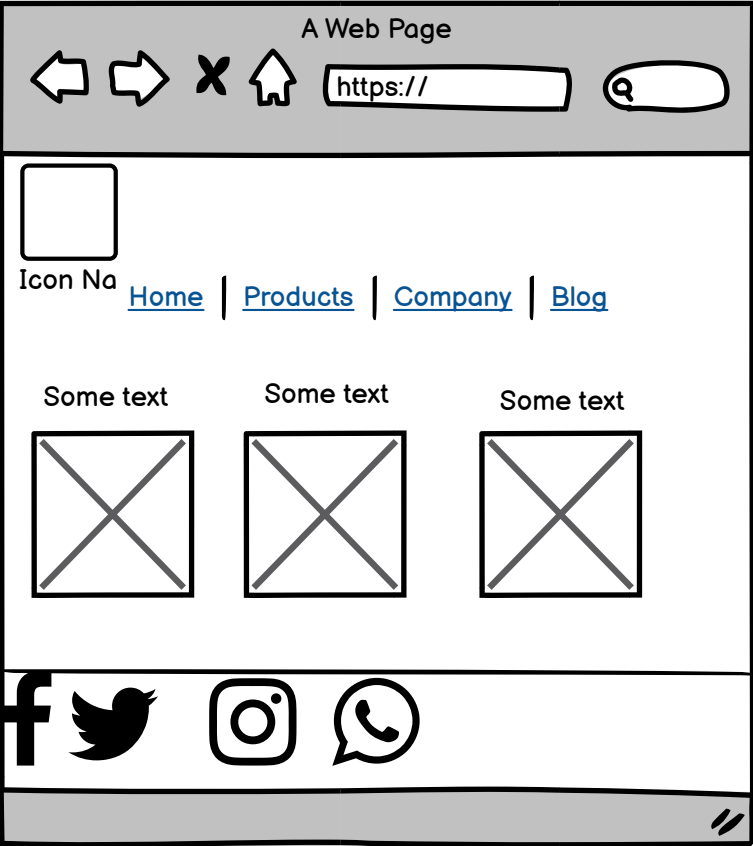 A Web Page
https://
Icon Na
Home | Products | Company | Blog
Some text
Some text
Some text